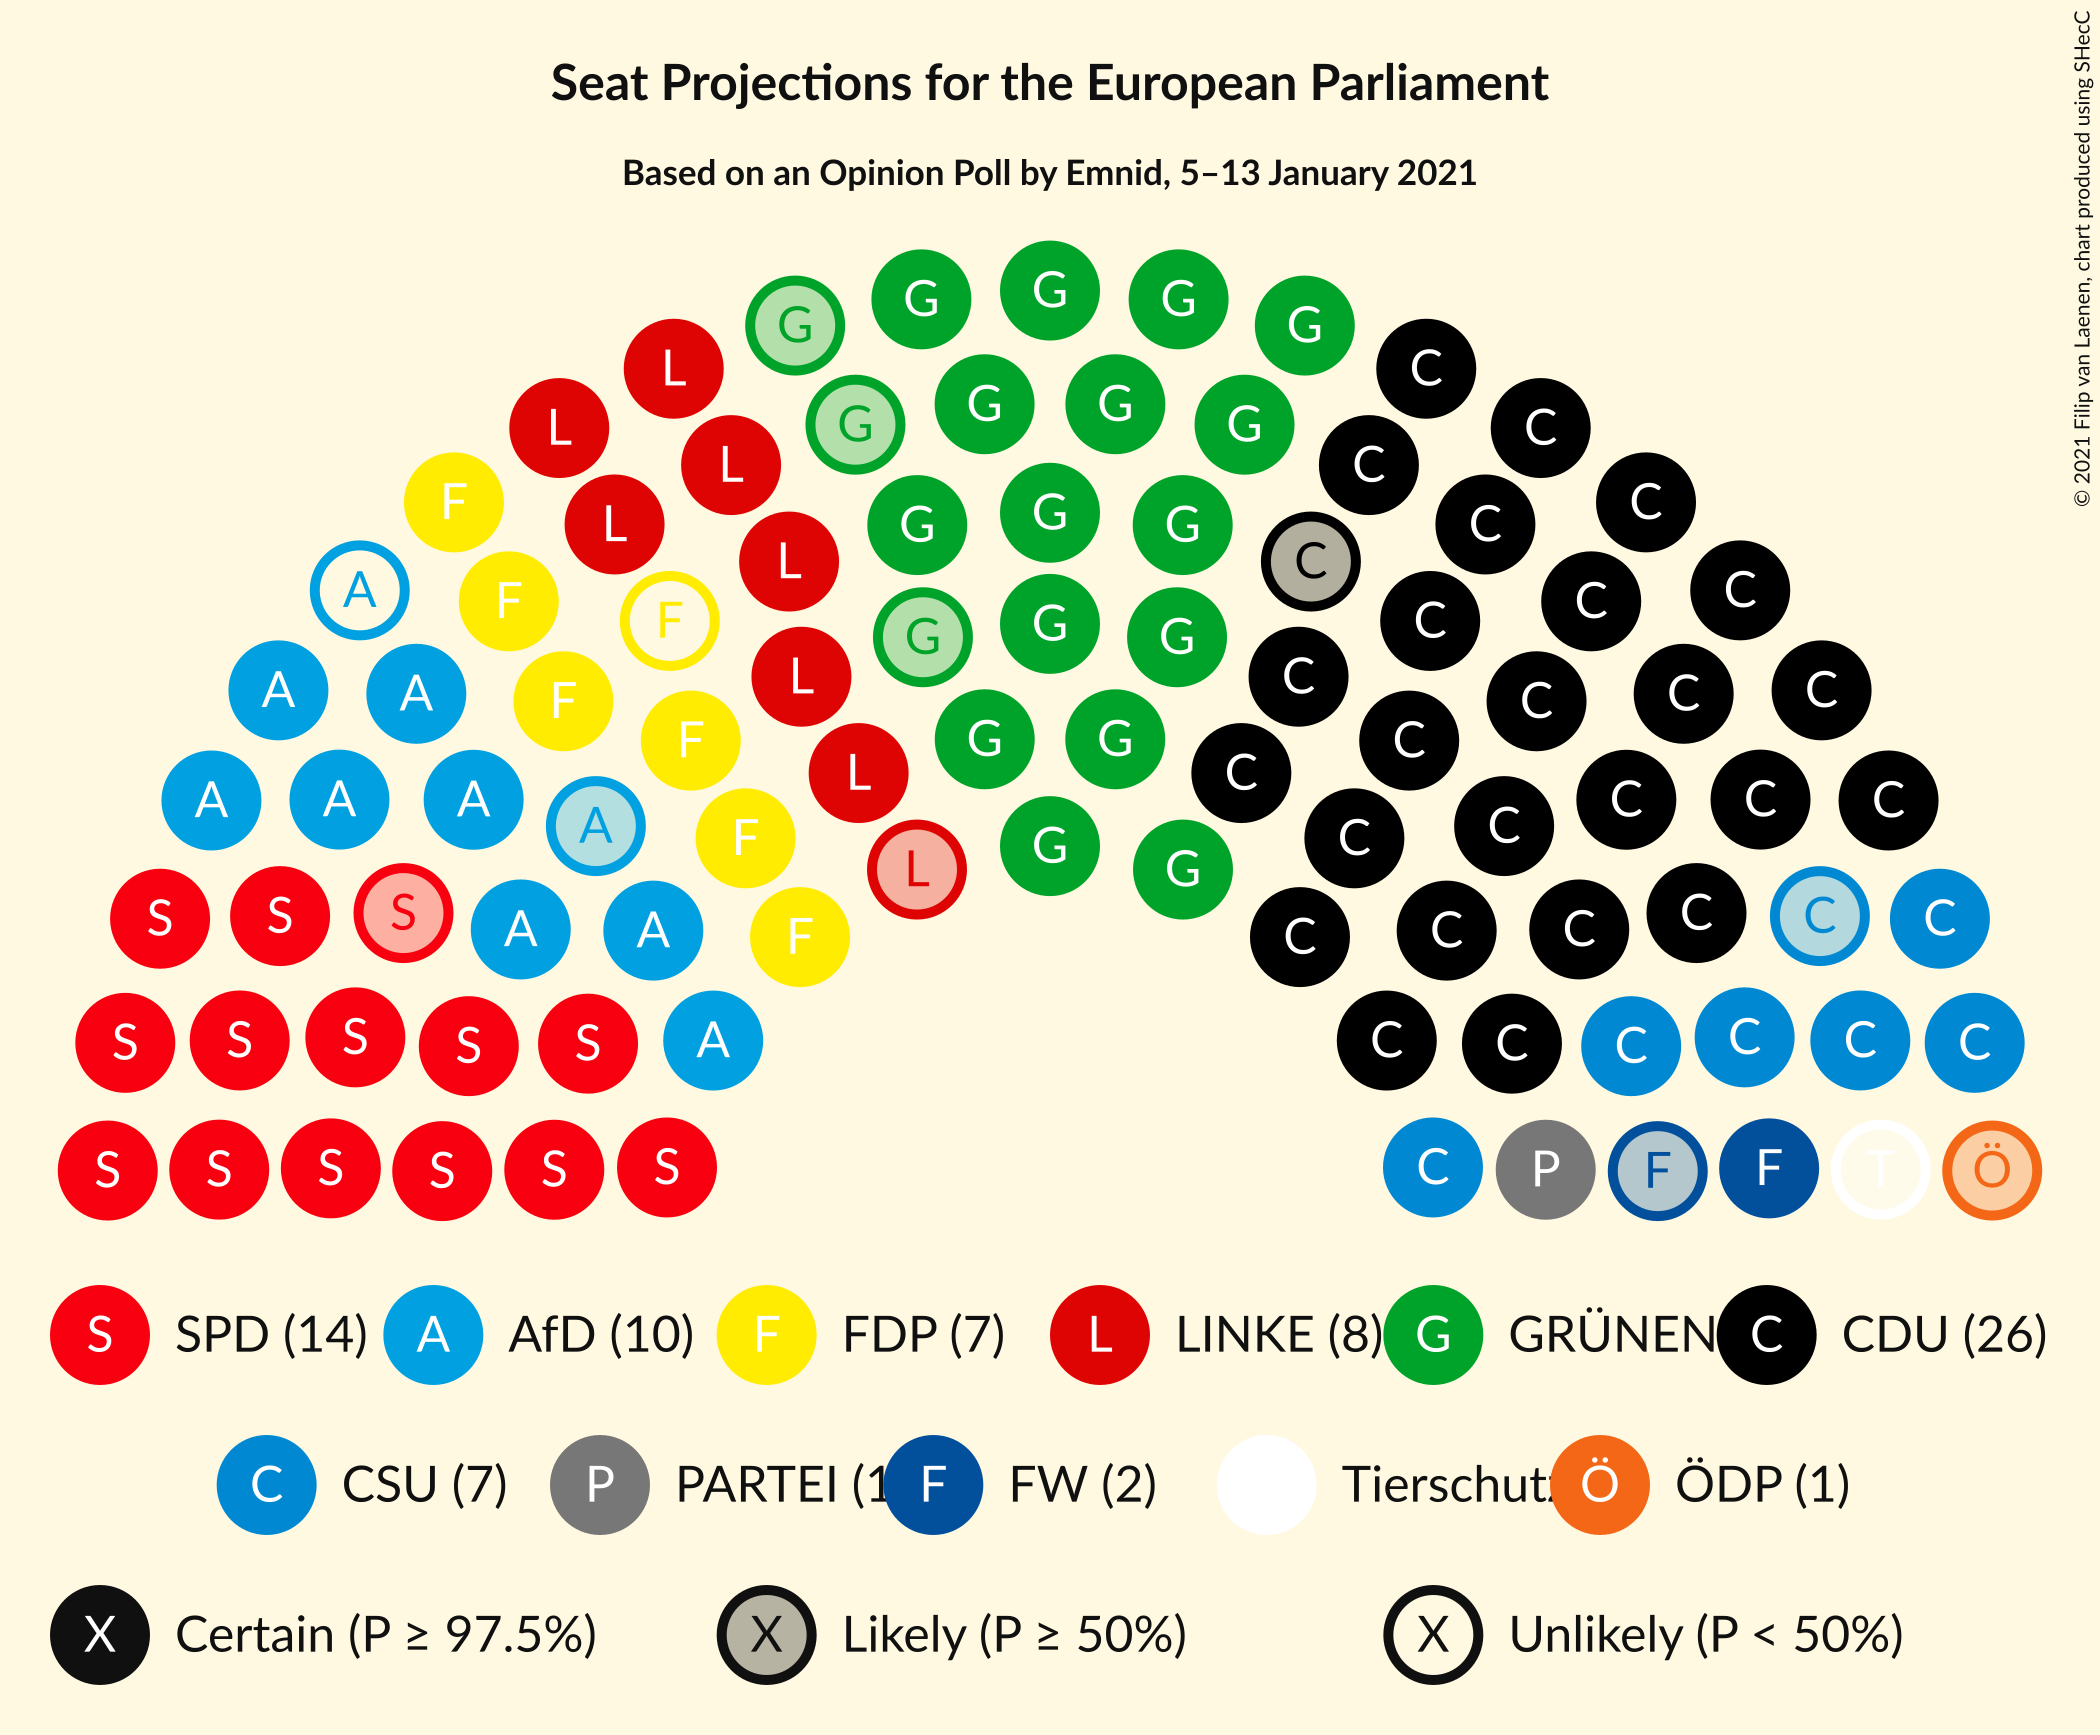 Seat Projections for the European Parliament
Based on an Opinion Poll by Emnid, 5–13 January 2021
© 2021 Filip van Laenen, chart produced using SHecC
G G G G G
L C
G G G G
L C
L C
F G G G C
L C
A F L C C
F L G G G C C
A A F F L G G C C C C
A A A A F L C C C C C C
S S S A A F L G G C C C C C C
S S S S S A C C C C C C
S S S S S S C P F F T Ö
S SPD (14) A AfD (10) F FDP (7) L LINKE (8) G GRÜNEN C CDU (26)
C CSU (7) P PARTEI (1 F FW (2) Tierschutz Ö ÖDP (1)
X Certain (P ≥ 97.5%) X Likely (P ≥ 50%) X Unlikely (P < 50%)